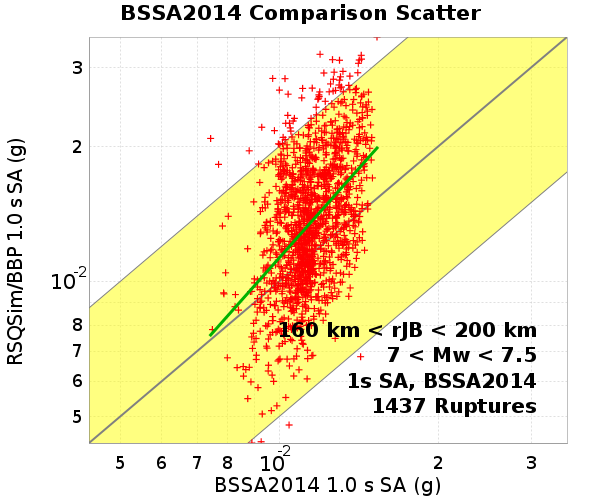 BSSA2014 Comparison Scatter
RSQSim/BBP 1.0 s SA (g)
3
2
10-2
8
7
6
5
160 km < rJB < 200 km
7 < Mw < 7.5
1s SA, BSSA2014
1437 Ruptures
5 6 7 8 10-2 2 3
BSSA2014 1.0 s SA (g)